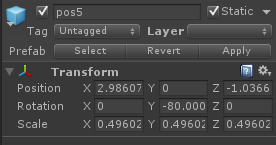 pos5 Static
Tag Untagged Layer
Prefab Select Revert Apply
Transform
Position X 2.98607 Y 0 Z -1.0366
Rotation X 0 Y -80.000 Z 0
Scale X 0.49602 Y 0.49602 Z 0.49602